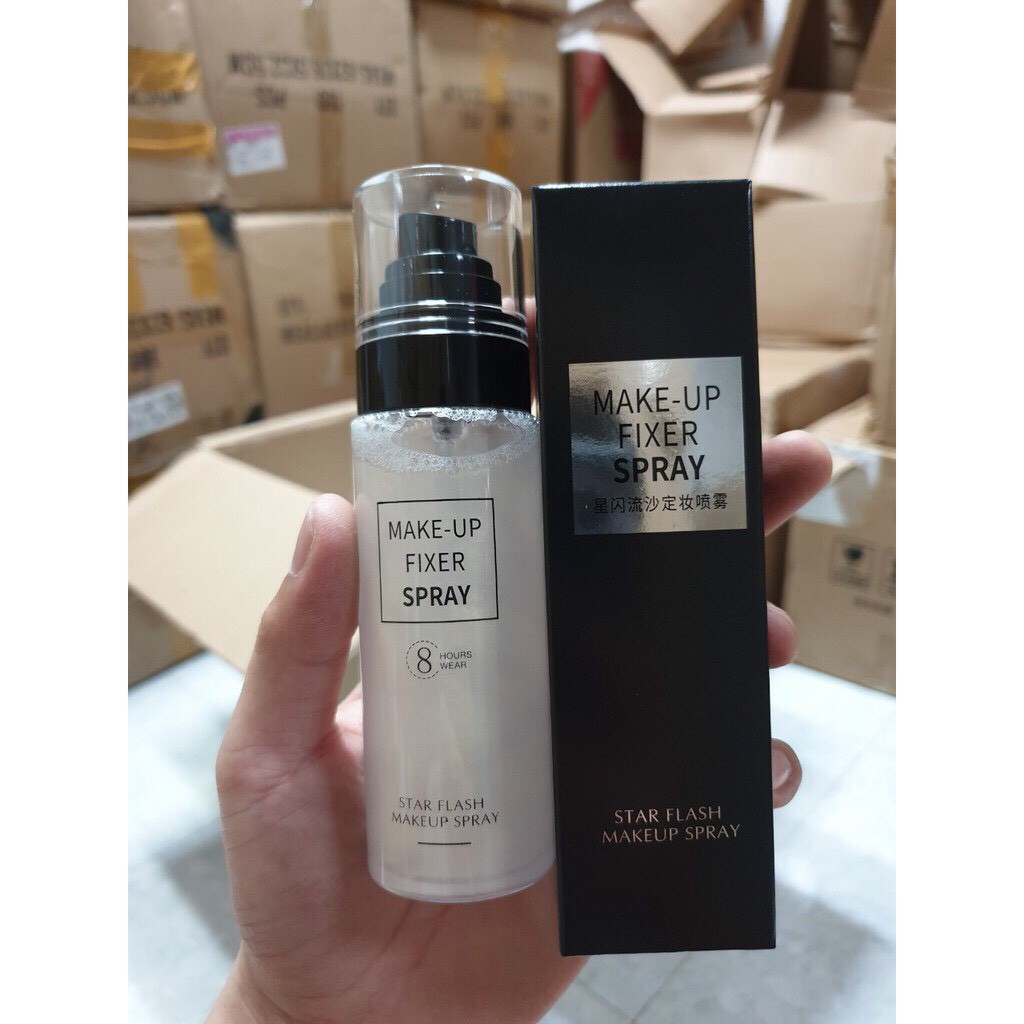 MAKE-UP
FIXER
SPRAY
8 HOURS
WEAR
STAR FLASH
MAKEUP SPRAY
MAKE-UP
FIXER
SPRAY
星闪流沙定妆喷雾
STAR FLASH
MAKEUP SPRAY